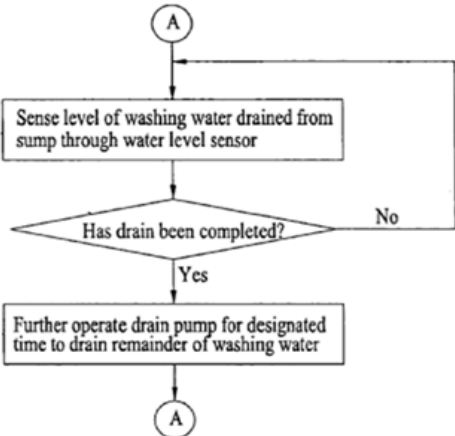 A
Sense level of washing water drained from
sump through water level sensor
Has drain been completed?
No
Yes
Further operate drain pump for designated
time to drain remainder of washing water
A